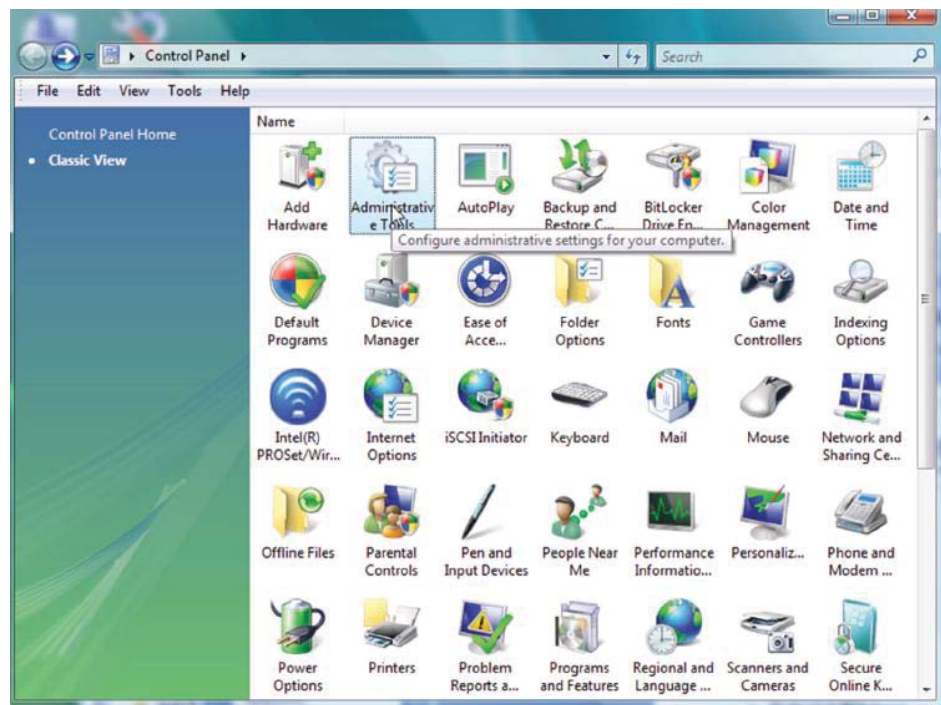 Control Panel
Search
File Edit View Tools Help
Control Panel Home
Classic View
Name
Add Hardware
Administrativ
e Tools
AutoPlay
Backup and
Restore C...
BitLocker
Drive En...
Color
Management
Date and
Time
Configure administrative settings for your computer.
Default
Programs
Device
Manager
Ease of
Acce...
Folder
Options
Fonts
Game
Controllers
Indexing
Options
Intel(R)
PROSet/Wir...
Internet
Options
iSCSI Initiator
Keyboard
Mail
Mouse
Network and
Sharing Ce...
Offline Files
Parental
Controls
Pen and
Input Devices
People Near
Me
Performance
Informatio...
Personaliz...
Phone and
Modem ...
Power
Options
Printers
Problem
Reports a...
Programs
and Features
Regional and
Language ...
Scanners and
Cameras
Secure
Online K...